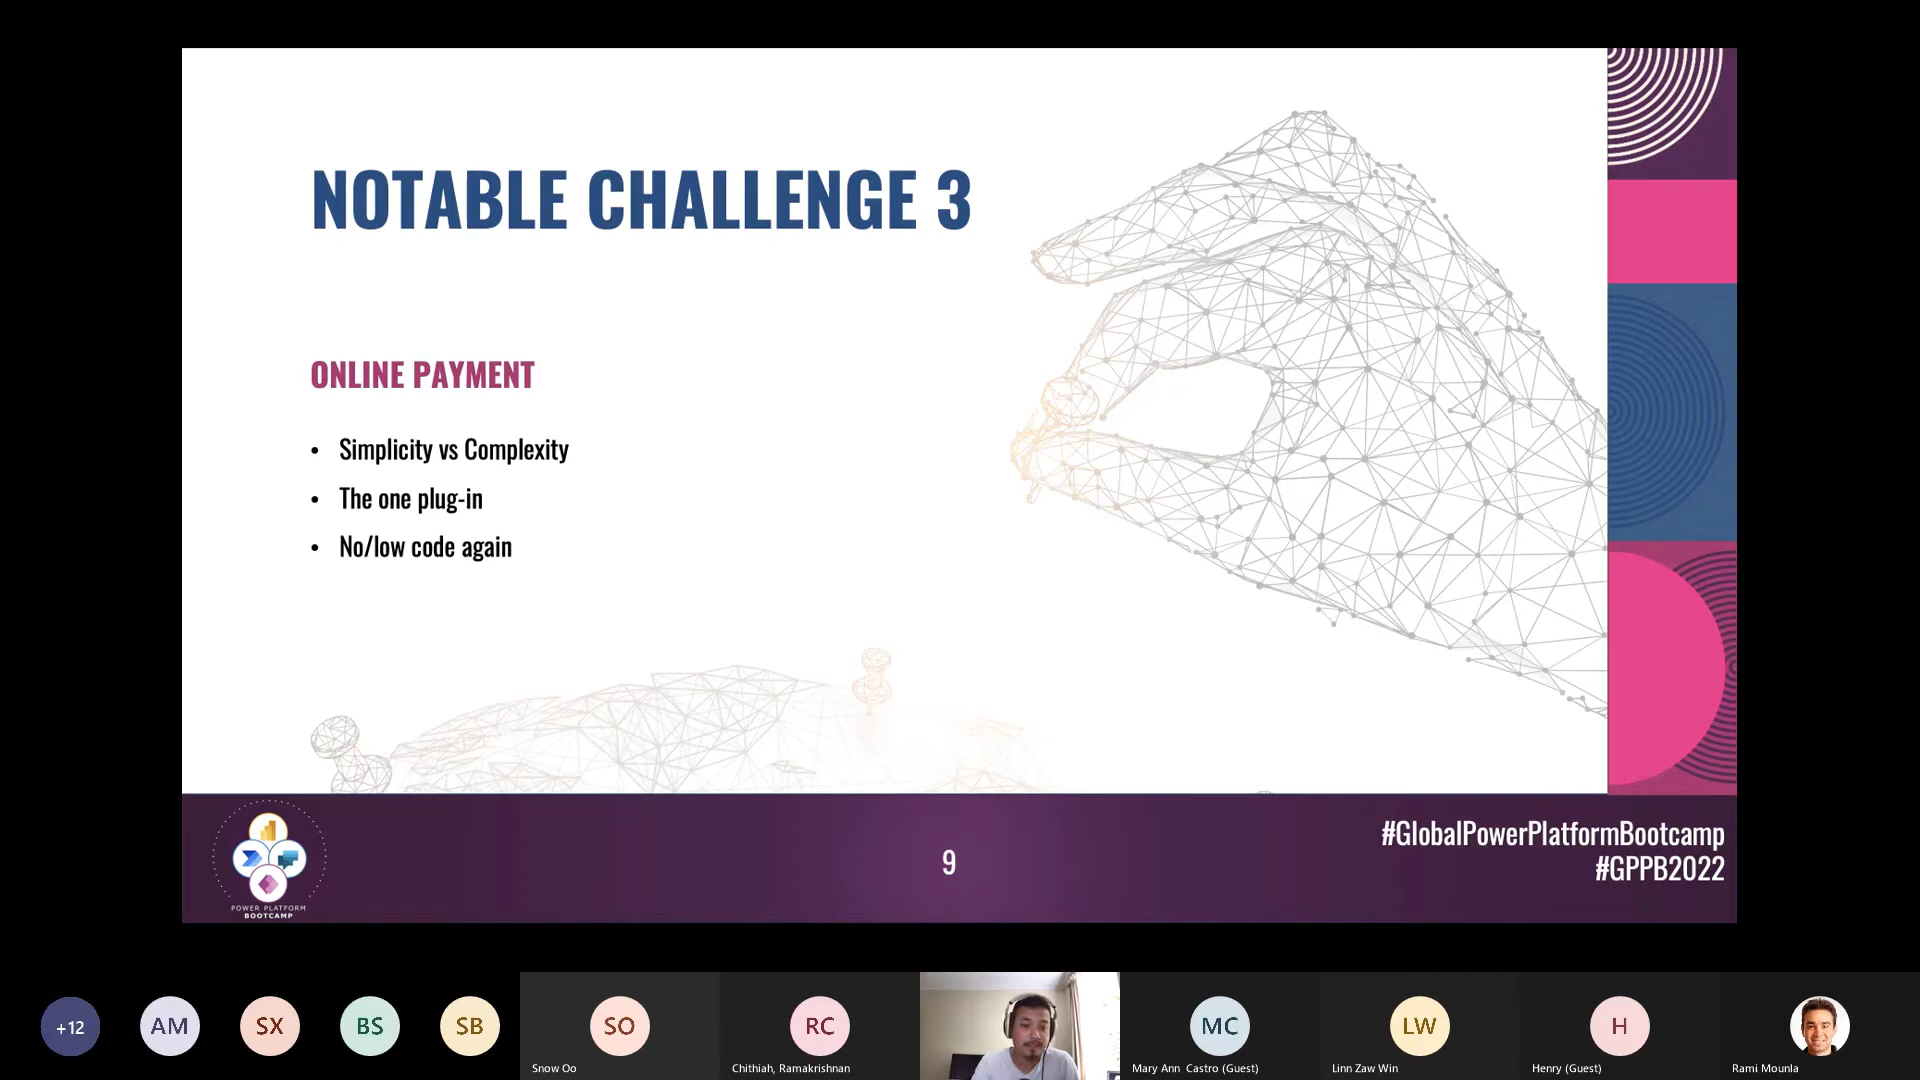 NOTABLE CHALLENGE 3
ONLINE PAYMENT
• Simplicity vs Complexity
• The one plug-in
• No/low code again
POWER PLATFORM
BOOTCAMP
9
#GlobalPowerPlatformBootcamp
#GPPB2022
+12
AM
SX
BS
SB
SO
Snow Oo
RC
Chithiah, Ramakrishnan
MC
Mary Ann Castro (Guest)
LW
Linn Zaw Win
H
Henry (Guest)
Rami Mounla